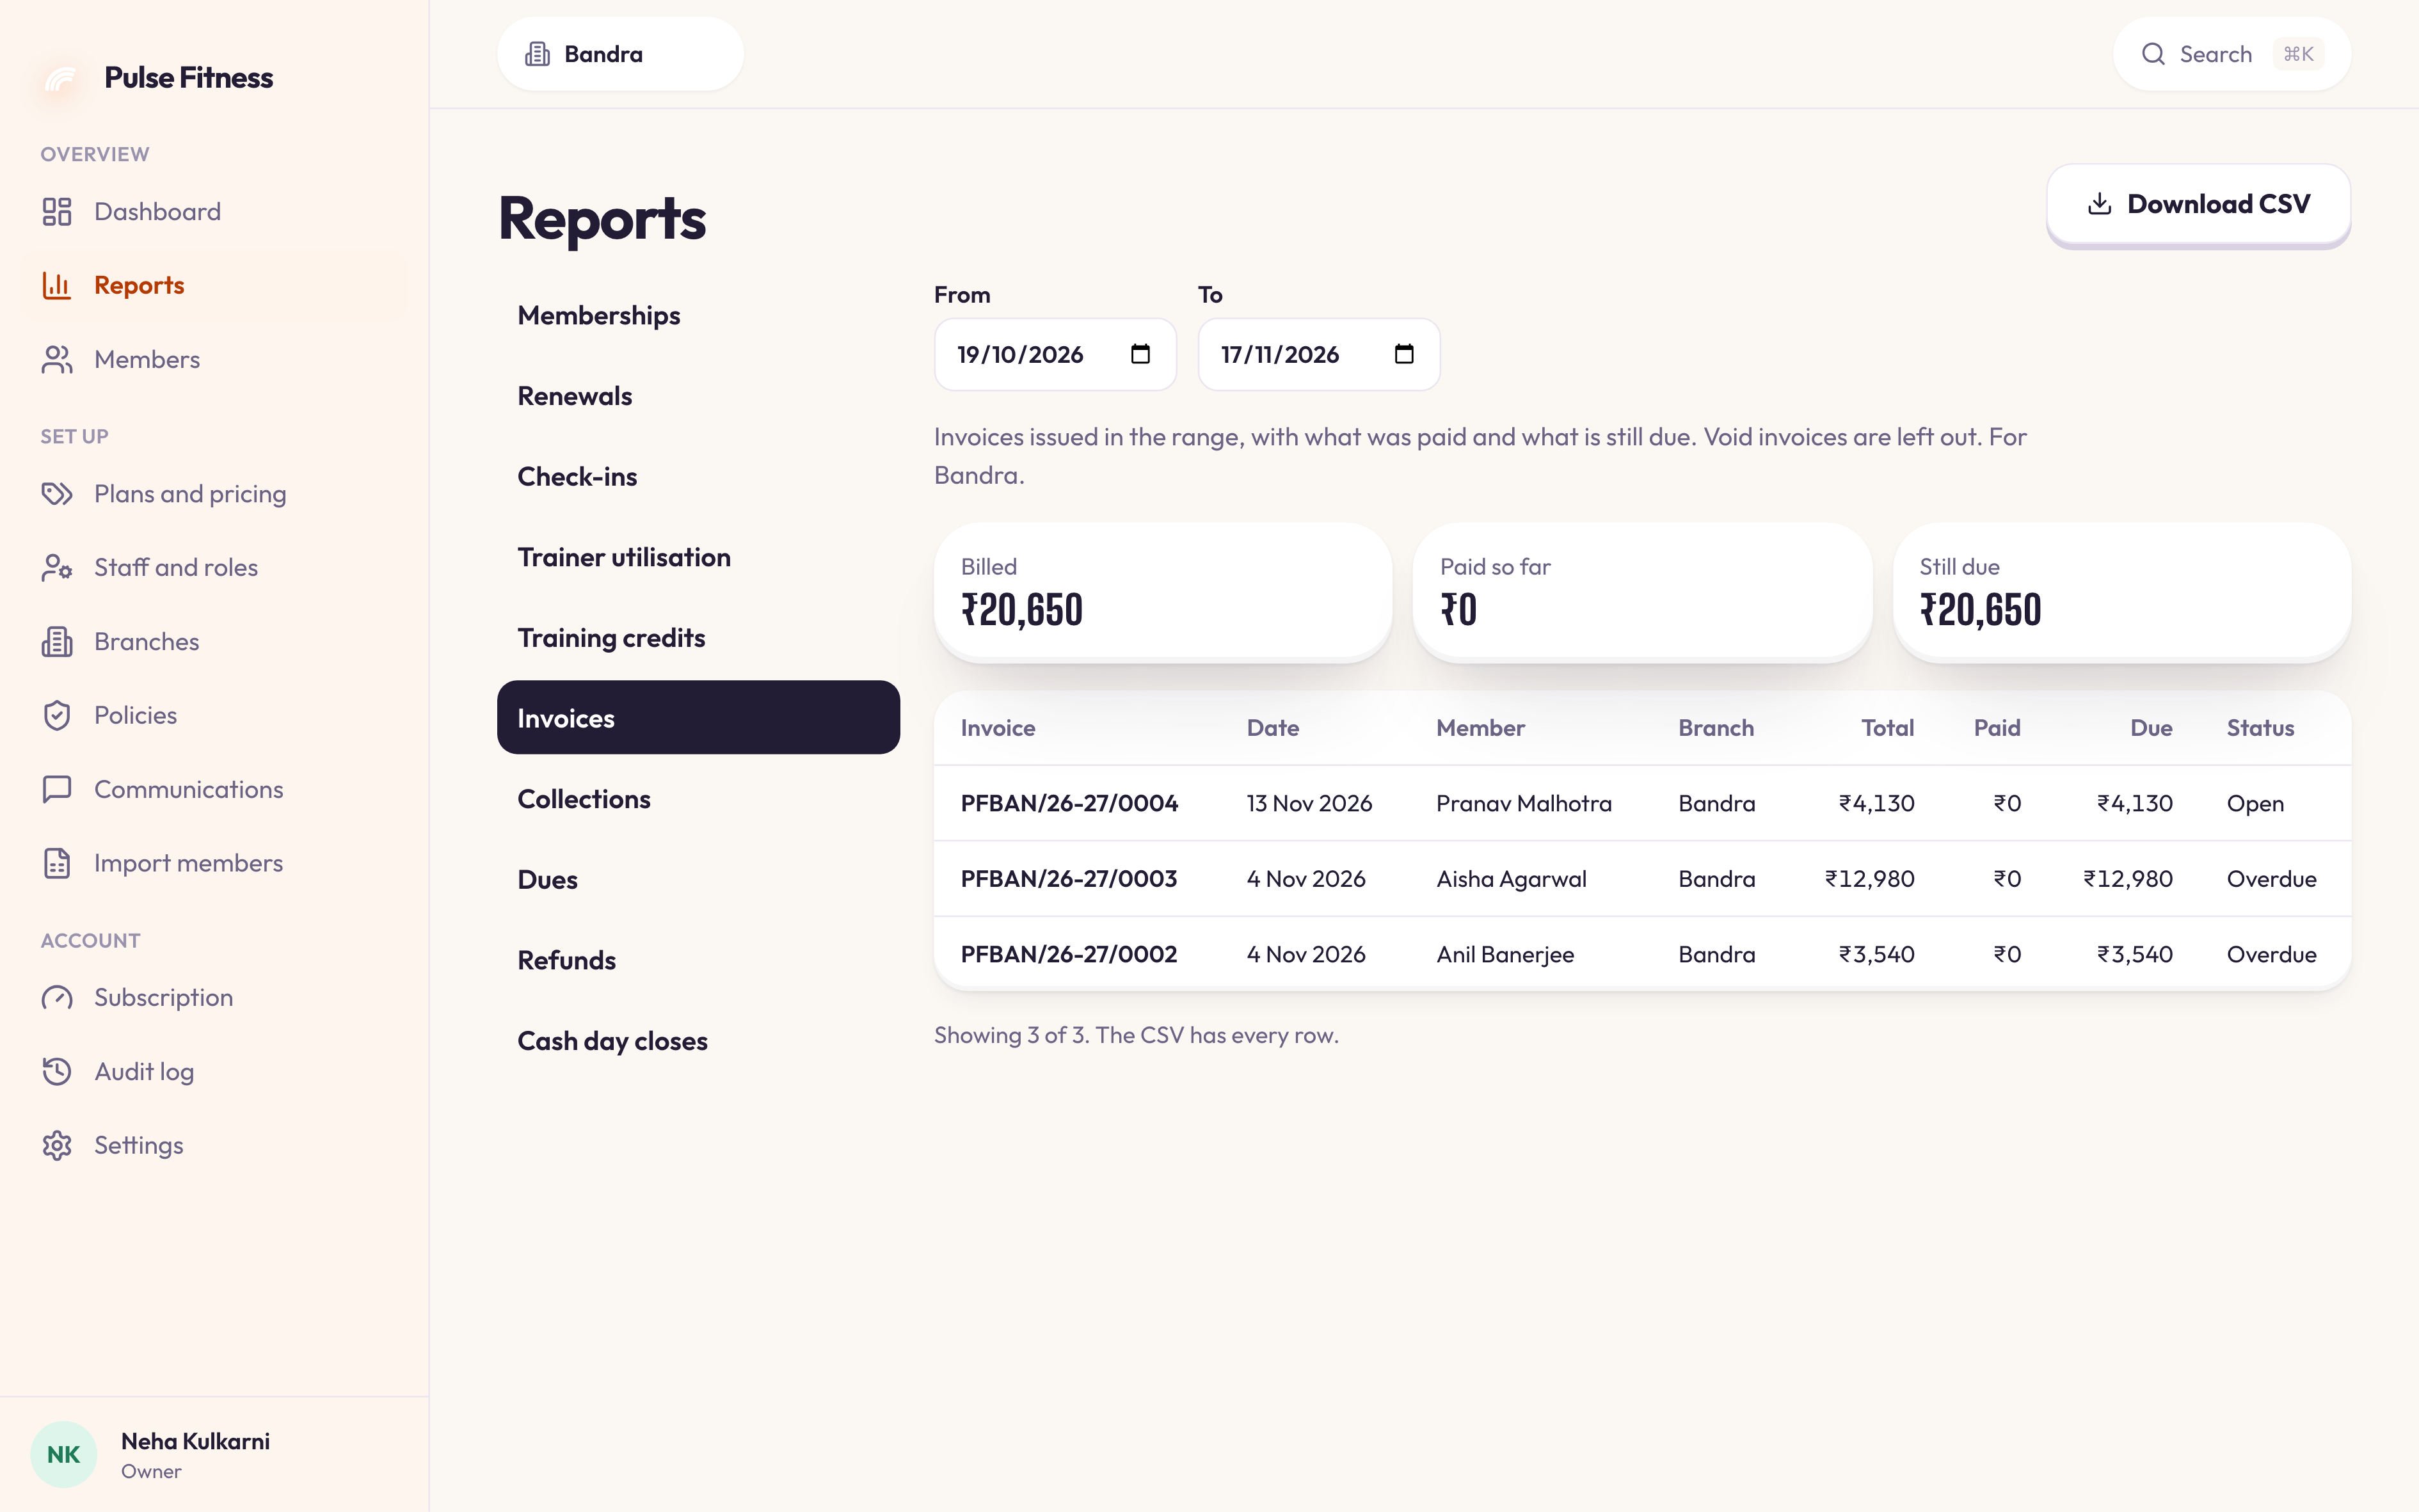 Pulse Fitness
OVERVIEW
Dashboard
Reports
Members
SET UP
Plans and pricing
Staff and roles
Branches
Policies
Communications
Import members
ACCOUNT
Subscription
Audit log
Settings
NK
Neha Kulkarni
Owner
Bandra
Search ⌘K
Reports
Download CSV
Memberships
Renewals
Check-ins
Trainer utilisation
Training credits
Invoices
Collections
Dues
Refunds
Cash day closes
From To
19/10/2026 17/11/2026
Invoices issued in the range, with what was paid and what is still due. Void invoices are left out. For
Bandra.
Billed Paid so far Still due
₹20,650 ₹0 ₹20,650
Invoice Date Member Branch Total Paid Due Status
PFBAN/26-27/0004 13 Nov 2026 Pranav Malhotra Bandra ₹4,130 ₹0 ₹4,130 Open
PFBAN/26-27/0003 4 Nov 2026 Aisha Agarwal Bandra ₹12,980 ₹0 ₹12,980 Overdue
PFBAN/26-27/0002 4 Nov 2026 Anil Banerjee Bandra ₹3,540 ₹0 ₹3,540 Overdue
Showing 3 of 3. The CSV has every row.